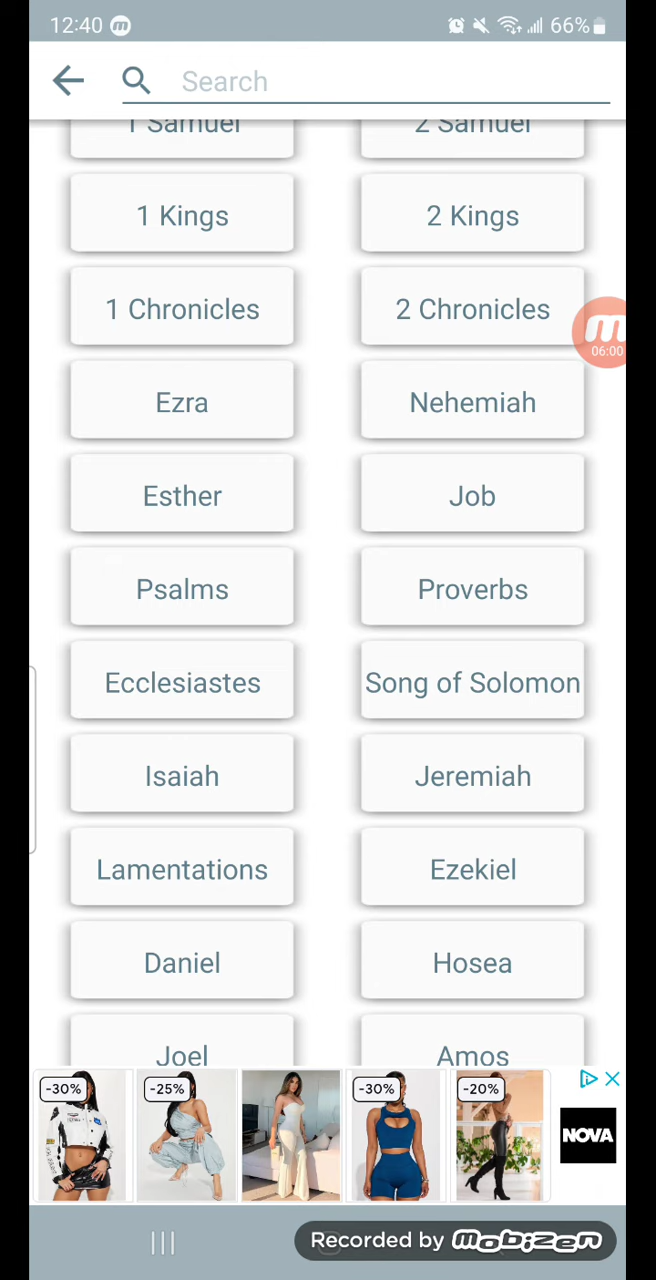 12:40 m 66%
Search
1 Samuel 2 Samuel
1 Kings 2 Kings
1 Chronicles 2 Chronicles
m
06:00
Ezra Nehemiah
Esther Job
Psalms Proverbs
Ecclesiastes Song of Solomon
Isaiah Jeremiah
Lamentations Ezekiel
Daniel Hosea
Joel Amos
-30% -25% -30% -20%
NOVA
Recorded by mobizen